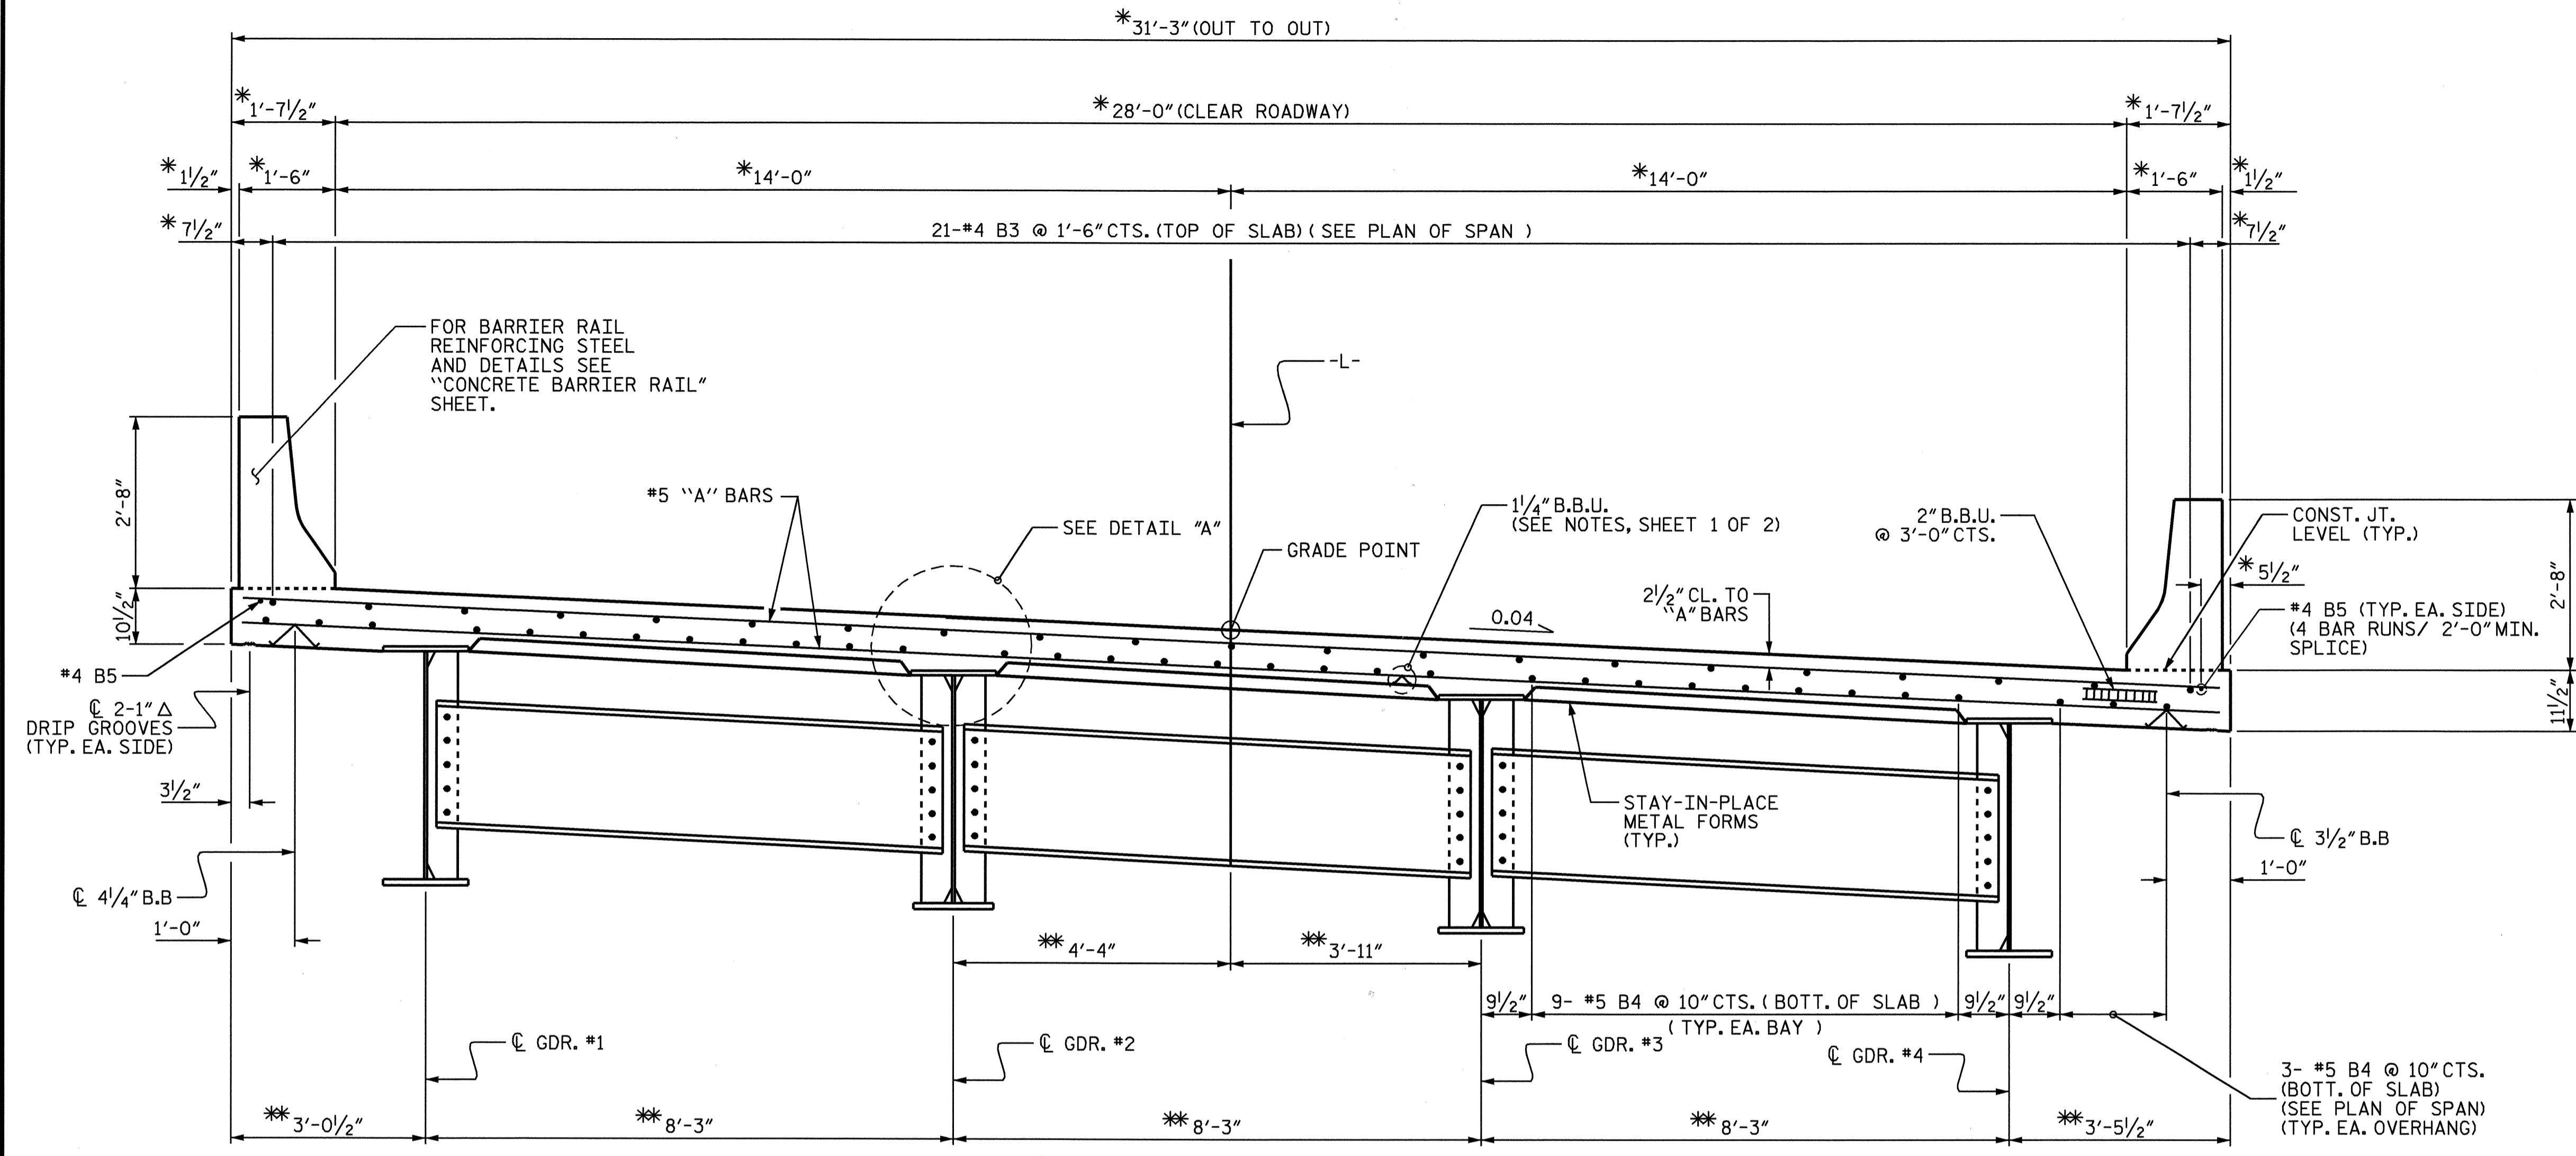 *31'-3"(OUT TO OUT)
*1'-7½"
*28'-0"(CLEAR ROADWAY)
*1'-7½"
*1½"
*1'-6"
*14'-0"
*14'-0"
*1'-6"
*1½"
*7½"
21-#4 B3 @ 1'-6"CTS. (TOP OF SLAB) ( SEE PLAN OF SPAN )
*7½"
FOR BARRIER RAIL
REINFORCING STEEL
AND DETAILS SEE
"CONCRETE BARRIER RAIL"
SHEET.
-L-
2'-8"
#5 "A" BARS
SEE DETAIL "A"
GRADE POINT
1¼"B.B.U.
(SEE NOTES, SHEET 1 OF 2)
2"B.B.U.
@ 3'-0"CTS.
CONST. JT.
LEVEL (TYP.)
*5½"
2'-8"
10½"
2½"CL. TO
"A"BARS
0.04
#4 B5 (TYP. EA. SIDE)
(4 BAR RUNS/ 2'-0"MIN.
SPLICE)
11½"
#4 B5
℄ 2-1"△
DRIP GROOVES
(TYP. EA. SIDE)
3½"
STAY-IN-PLACE
METAL FORMS
(TYP.)
℄ 3½"B.B
1'-0"
℄ 4¼"B.B
1'-0"
**4'-4"
**3'-11"
9½"
9- #5 B4 @ 10"CTS. ( BOTT. OF SLAB )
9½"
9½"
( TYP. EA. BAY )
℄ GDR. #1
℄ GDR. #2
℄ GDR. #3
℄ GDR. #4
3- #5 B4 @ 10"CTS.
(BOTT. OF SLAB)
(SEE PLAN OF SPAN)
(TYP. EA. OVERHANG)
**3'-0½"
**8'-3"
**8'-3"
**8'-3"
**3'-5½"